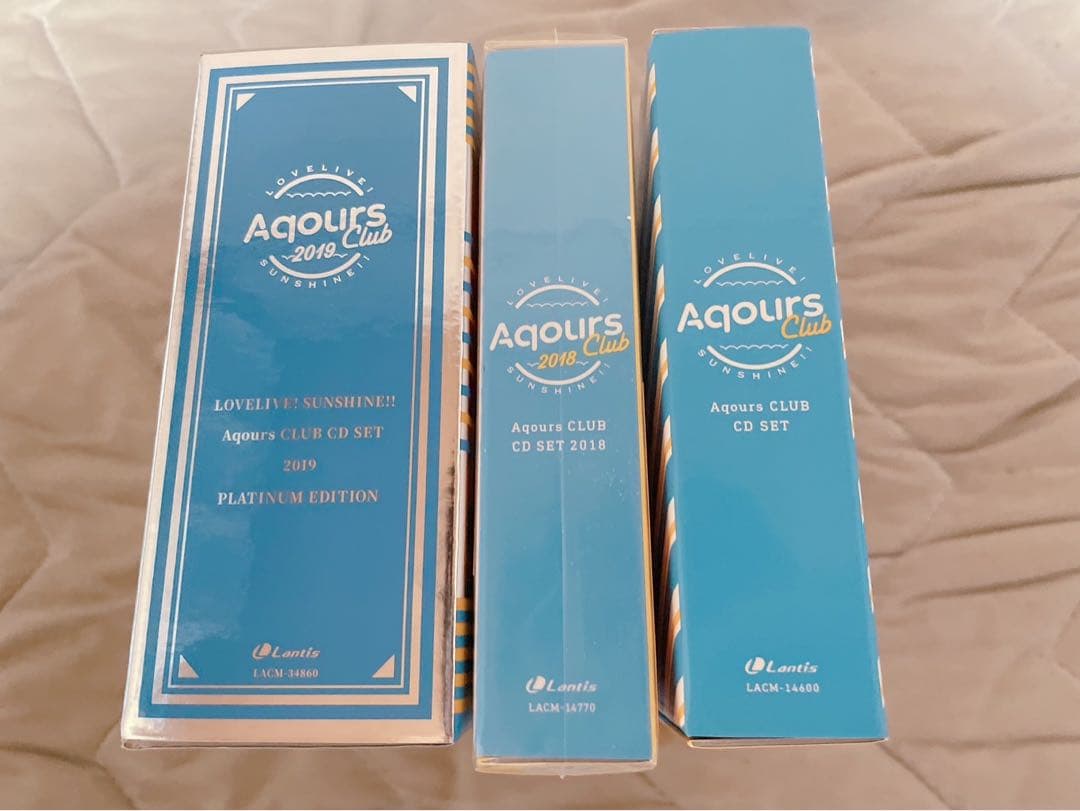 LOVELIVE!
Aqours
2019 Club
SUNSHINE!!
LOVELIVE! SUNSHINE!!
Aqours CLUB CD SET
2019
PLATINUM EDITION
Lantis
LACM-34860
LOVELIVE!
Aqours
2018 Club
SUNSHINE!!
Aqours CLUB
CD SET 2018
Lantis
LACM-14770
LOVELIVE!
Aqours
Club
SUNSHINE!!
Aqours CLUB
CD SET
Lantis
LACM-14600